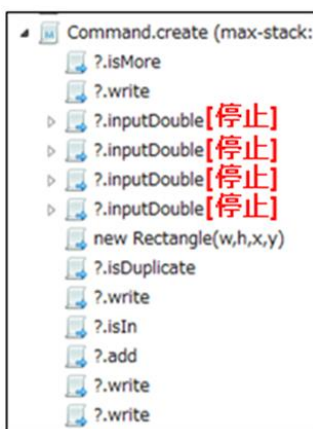 Command.create (max-stack:
?.isMore
?.write
?.inputDouble[停止]
?.inputDouble[停止]
?.inputDouble[停止]
?.inputDouble[停止]
new Rectangle(w,h,x,y)
?.isDuplicate
?.write
?.isIn
?.add
?.write
?.write